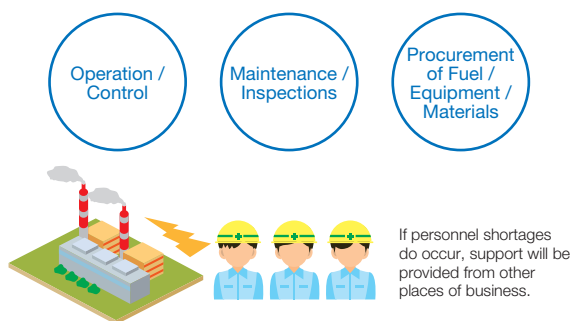 Operation /
Control
Maintenance /
Inspections
Procurement
of Fuel /
Equipment /
Materials
If personnel shortages
do occur, support will be
provided from other
places of business.